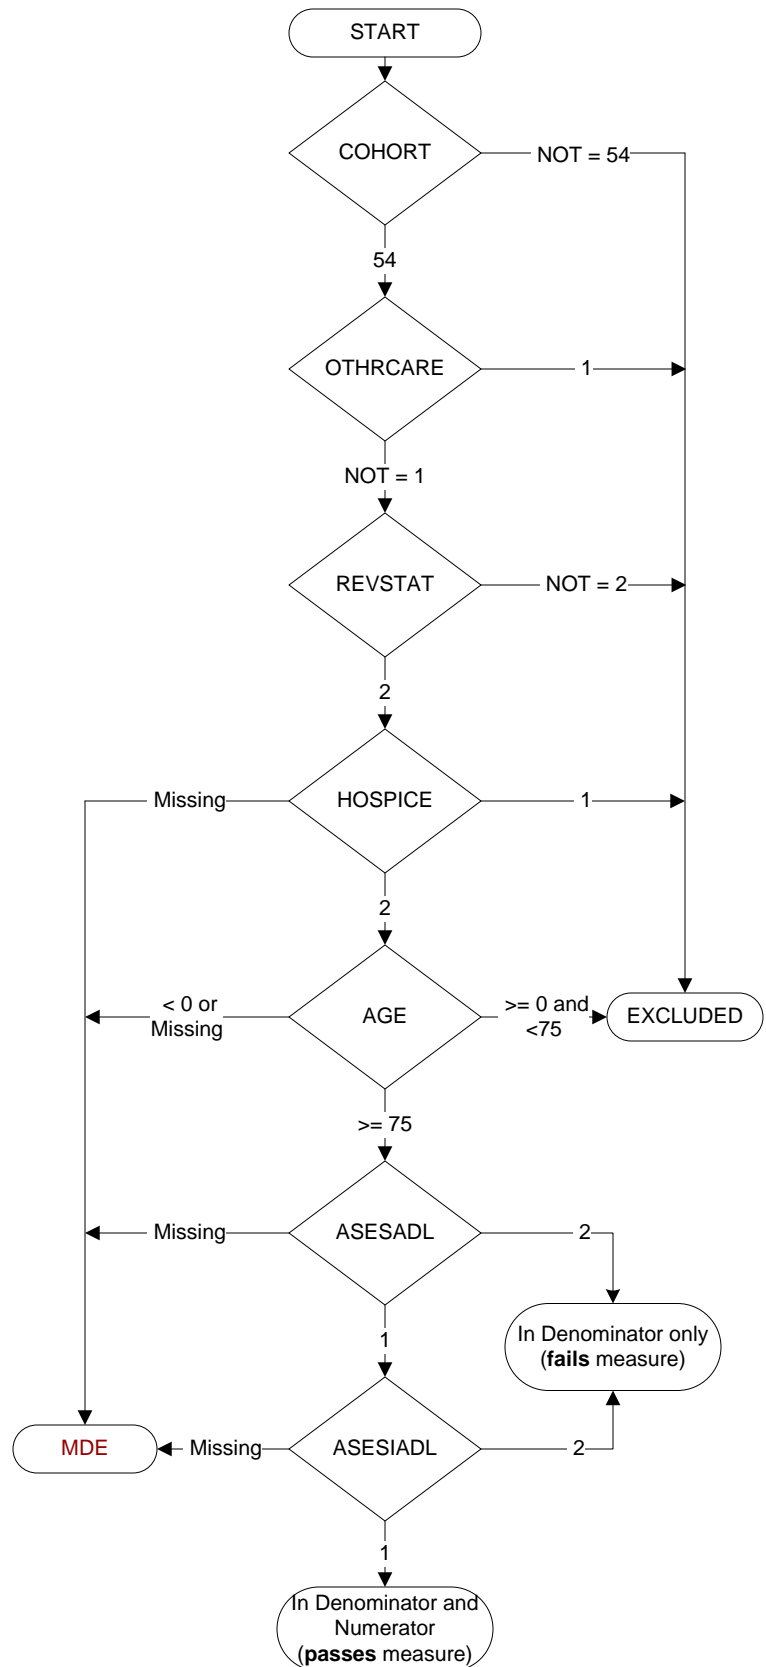 START
COHORT
NOT = 54
54
OTHRCARE
1
NOT = 1
REVSTAT
NOT = 2
2
Missing
HOSPICE
1
2
< 0 or
Missing
AGE
>= 0 and
<75
EXCLUDED
>= 75
Missing
ASESADL
2
In Denominator only
(fails measure)
1
MDE
Missing
ASESIADL
2
1
In Denominator and
Numerator
(passes measure)